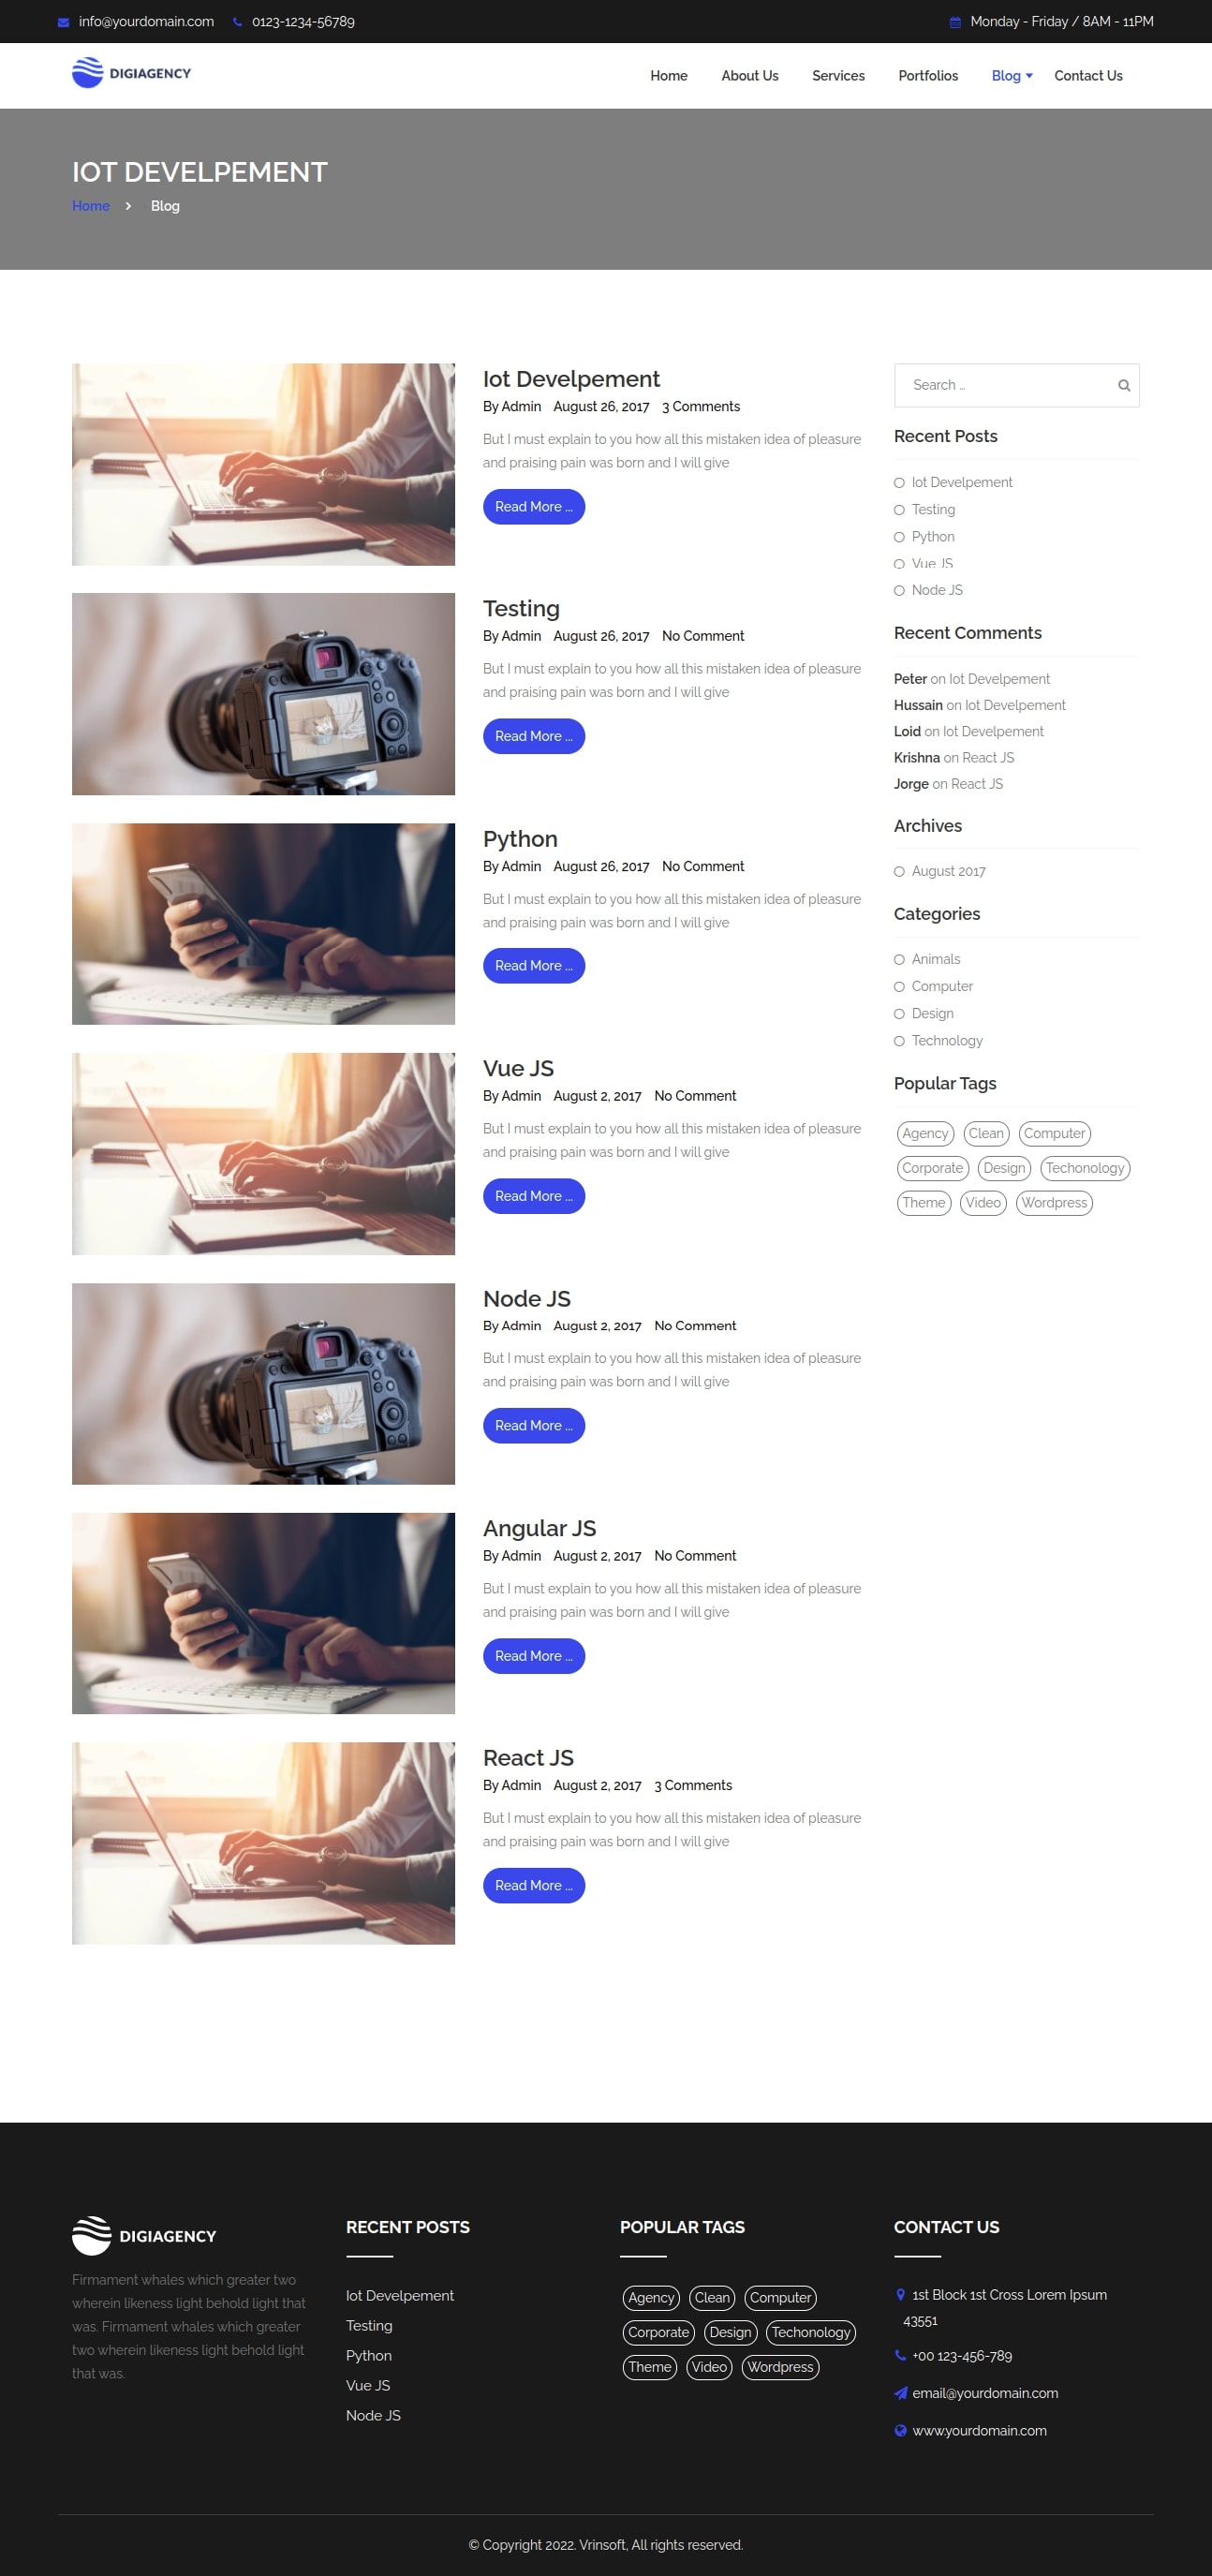 info@yourdomain.com 0123-1234-56789 Monday - Friday / 8AM - 11PM
DIGIAGENCY Home About Us Services Portfolios Blog Contact Us
IOT DEVELPEMENT
Home Blog
Iot Develpement
By Admin August 26, 2017 3 Comments
But I must explain to you how all this mistaken idea of pleasure
and praising pain was born and I will give
Read More ...
Testing
By Admin August 26, 2017 No Comment
But I must explain to you how all this mistaken idea of pleasure
and praising pain was born and I will give
Read More ...
Python
By Admin August 26, 2017 No Comment
But I must explain to you how all this mistaken idea of pleasure
and praising pain was born and I will give
Read More ...
Vue JS
By Admin August 2, 2017 No Comment
But I must explain to you how all this mistaken idea of pleasure
and praising pain was born and I will give
Read More ...
Node JS
By Admin August 2, 2017 No Comment
But I must explain to you how all this mistaken idea of pleasure
and praising pain was born and I will give
Read More ...
Angular JS
By Admin August 2, 2017 No Comment
But I must explain to you how all this mistaken idea of pleasure
and praising pain was born and I will give
Read More ...
React JS
By Admin August 2, 2017 3 Comments
But I must explain to you how all this mistaken idea of pleasure
and praising pain was born and I will give
Read More ...
Search ...
Recent Posts
Iot Develpement
Testing
Python
Vue JS
Node JS
Recent Comments
Peter on Iot Develpement
Hussain on Iot Develpement
Loid on Iot Develpement
Krishna on React JS
Jorge on React JS
Archives
August 2017
Categories
Animals
Computer
Design
Technology
Popular Tags
Agency Clean Computer
Corporate Design Techonology
Theme Video Wordpress
DIGIAGENCY
Firmament whales which greater two
wherein likeness light behold light that
was. Firmament whales which greater
two wherein likeness light behold light
that was.
RECENT POSTS
Iot Develpement
Testing
Python
Vue JS
Node JS
POPULAR TAGS
Agency Clean Computer
Corporate Design Techonology
Theme Video Wordpress
CONTACT US
1st Block 1st Cross Lorem Ipsum
43551
+00 123-456-789
email@yourdomain.com
www.yourdomain.com
© Copyright 2022. Vrinsoft, All rights reserved.